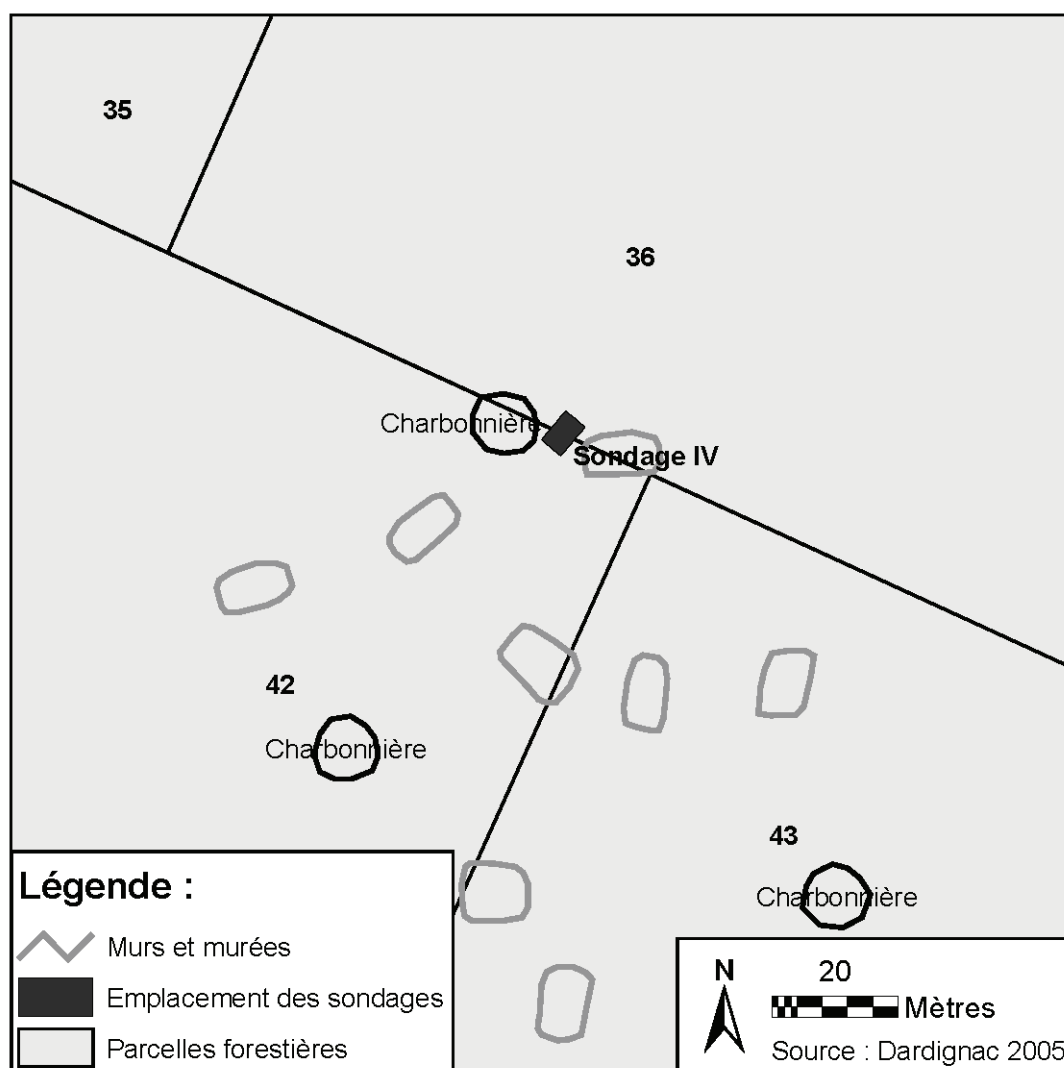 35
36
Charbonnière
Sondage IV
42
Charbonnière
43
Charbonnière
Légende :
Murs et murées
Emplacement des sondages
Parcelles forestières
N
20
Mètres
Source : Dardignac 2005